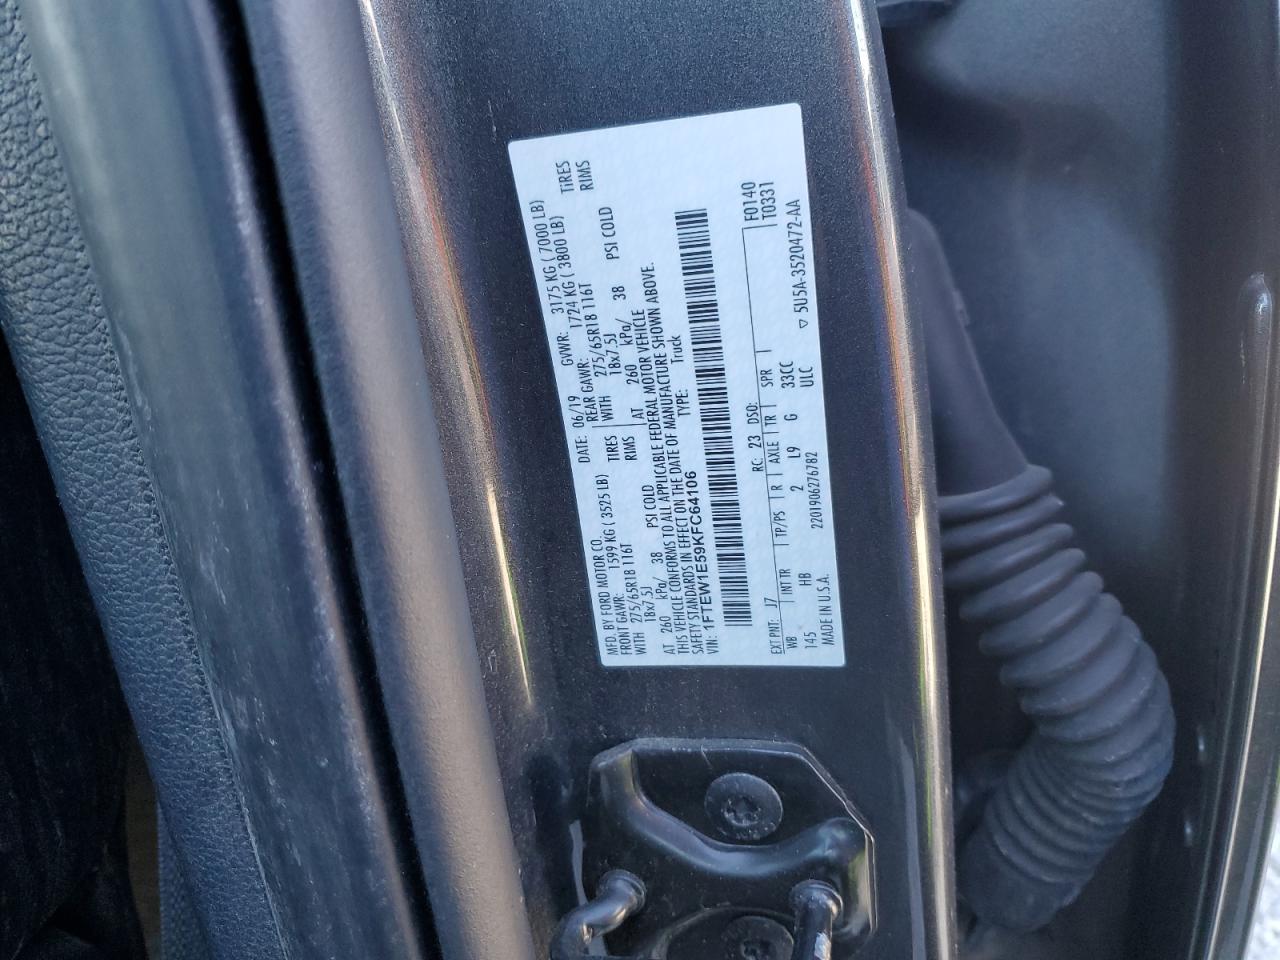 MFD. BY FORD MOTOR CO.
DATE: 06/19 GVWR: 3175 KG ( 7000 LB)
FRONT GAWR: 1599 KG ( 3525 LB) REAR GAWR: 1724 KG ( 3800 LB)
WITH 275/65R18 116T TIRES WITH 275/65R18 116T TIRES
18x7.5J RIMS 18x7.5J RIMS
AT 260 kPa/ 38 PSI COLD AT 260 kPa/ 38 PSI COLD
THIS VEHICLE CONFORMS TO ALL APPLICABLE FEDERAL MOTOR VEHICLE
SAFETY STANDARDS IN EFFECT ON THE DATE OF MANUFACTURE SHOWN ABOVE.
VIN: 1FTEW1E59KFC64106 TYPE: Truck
F0140
T0331
EXT PNT: J7 RC: 23 DSO:
WB INT TR TP/PS R AXLE TR SPR
145 HB 2 L9 G 33CC
MADE IN U.S.A. 2201906276782 ULC ▽ 5U5A-3520472-AA